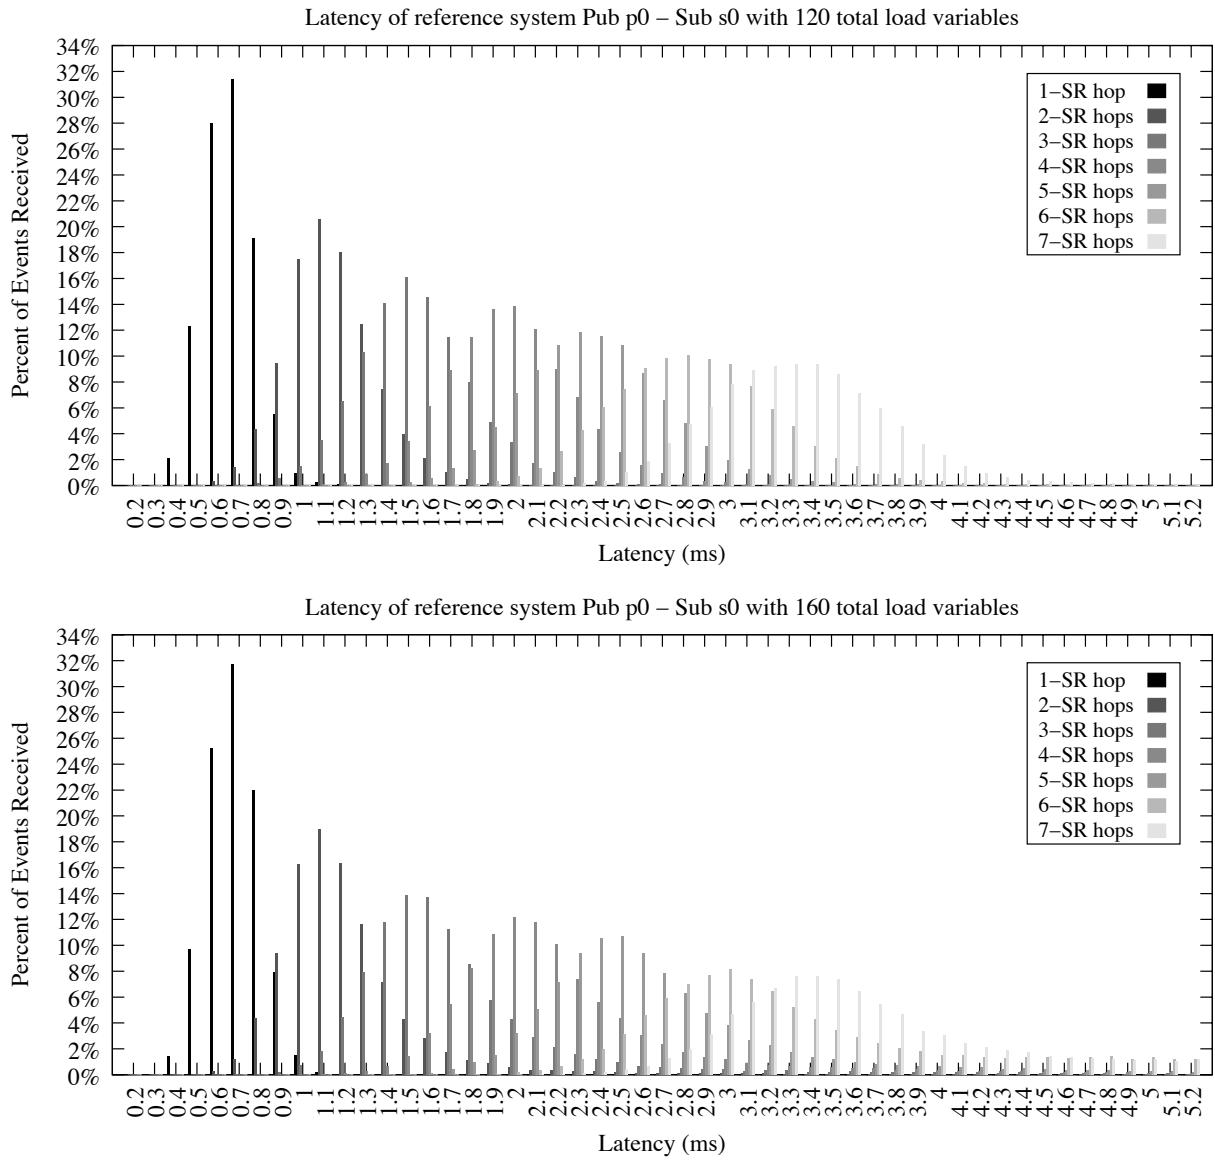 Latency of reference system Pub p0 – Sub s0 with 120 total load variables
34%
32%
30%
28%
26%
24%
22%
20%
18%
16%
14%
12%
10%
8%
6%
4%
2%
0%
Percent of Events Received
1–SR hop
2–SR hops
3–SR hops
4–SR hops
5–SR hops
6–SR hops
7–SR hops
0.2 0.3 0.4 0.5 0.6 0.7 0.8 0.9 1 1.1 1.2 1.3 1.4 1.5 1.6 1.7 1.8 1.9 2 2.1 2.2 2.3 2.4 2.5 2.6 2.7 2.8 2.9 3 3.1 3.2 3.3 3.4 3.5 3.6 3.7 3.8 3.9 4 4.1 4.2 4.3 4.4 4.5 4.6 4.7 4.8 4.9 5 5.1 5.2
Latency (ms)
Latency of reference system Pub p0 – Sub s0 with 160 total load variables
34%
32%
30%
28%
26%
24%
22%
20%
18%
16%
14%
12%
10%
8%
6%
4%
2%
0%
Percent of Events Received
1–SR hop
2–SR hops
3–SR hops
4–SR hops
5–SR hops
6–SR hops
7–SR hops
0.2 0.3 0.4 0.5 0.6 0.7 0.8 0.9 1 1.1 1.2 1.3 1.4 1.5 1.6 1.7 1.8 1.9 2 2.1 2.2 2.3 2.4 2.5 2.6 2.7 2.8 2.9 3 3.1 3.2 3.3 3.4 3.5 3.6 3.7 3.8 3.9 4 4.1 4.2 4.3 4.4 4.5 4.6 4.7 4.8 4.9 5 5.1 5.2
Latency (ms)